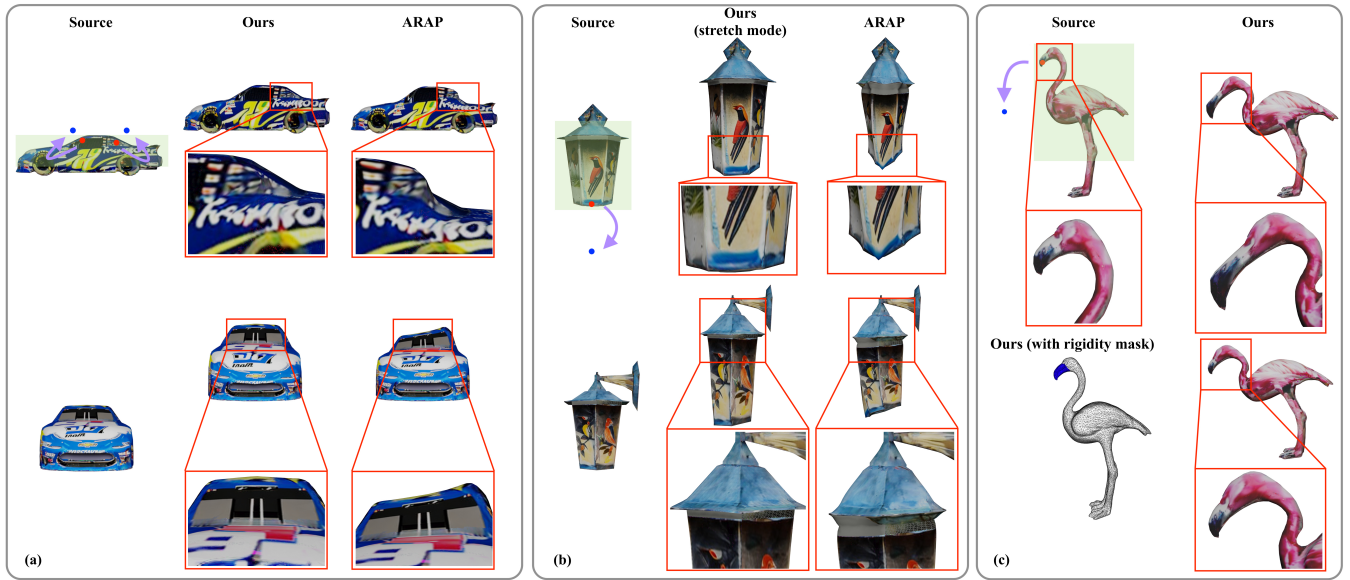 Source
Ours
ARAP
(a)
Source
Ours
(stretch mode)
ARAP
(b)
Source
Ours
Ours (with rigidity mask)
(c)